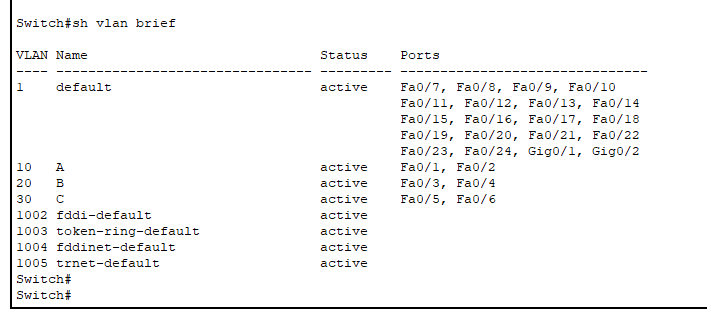 Switch#sh vlan brief
VLAN Name                             Status    Ports
---- -------------------------------- --------- -------------------------------
1    default                          active    Fa0/7, Fa0/8, Fa0/9, Fa0/10
                                                Fa0/11, Fa0/12, Fa0/13, Fa0/14
                                                Fa0/15, Fa0/16, Fa0/17, Fa0/18
                                                Fa0/19, Fa0/20, Fa0/21, Fa0/22
                                                Fa0/23, Fa0/24, Gig0/1, Gig0/2
10   A                                active    Fa0/1, Fa0/2
20   B                                active    Fa0/3, Fa0/4
30   C                                active    Fa0/5, Fa0/6
1002 fddi-default                     active
1003 token-ring-default               active
1004 fddinet-default                  active
1005 trnet-default                    active
Switch#
Switch#